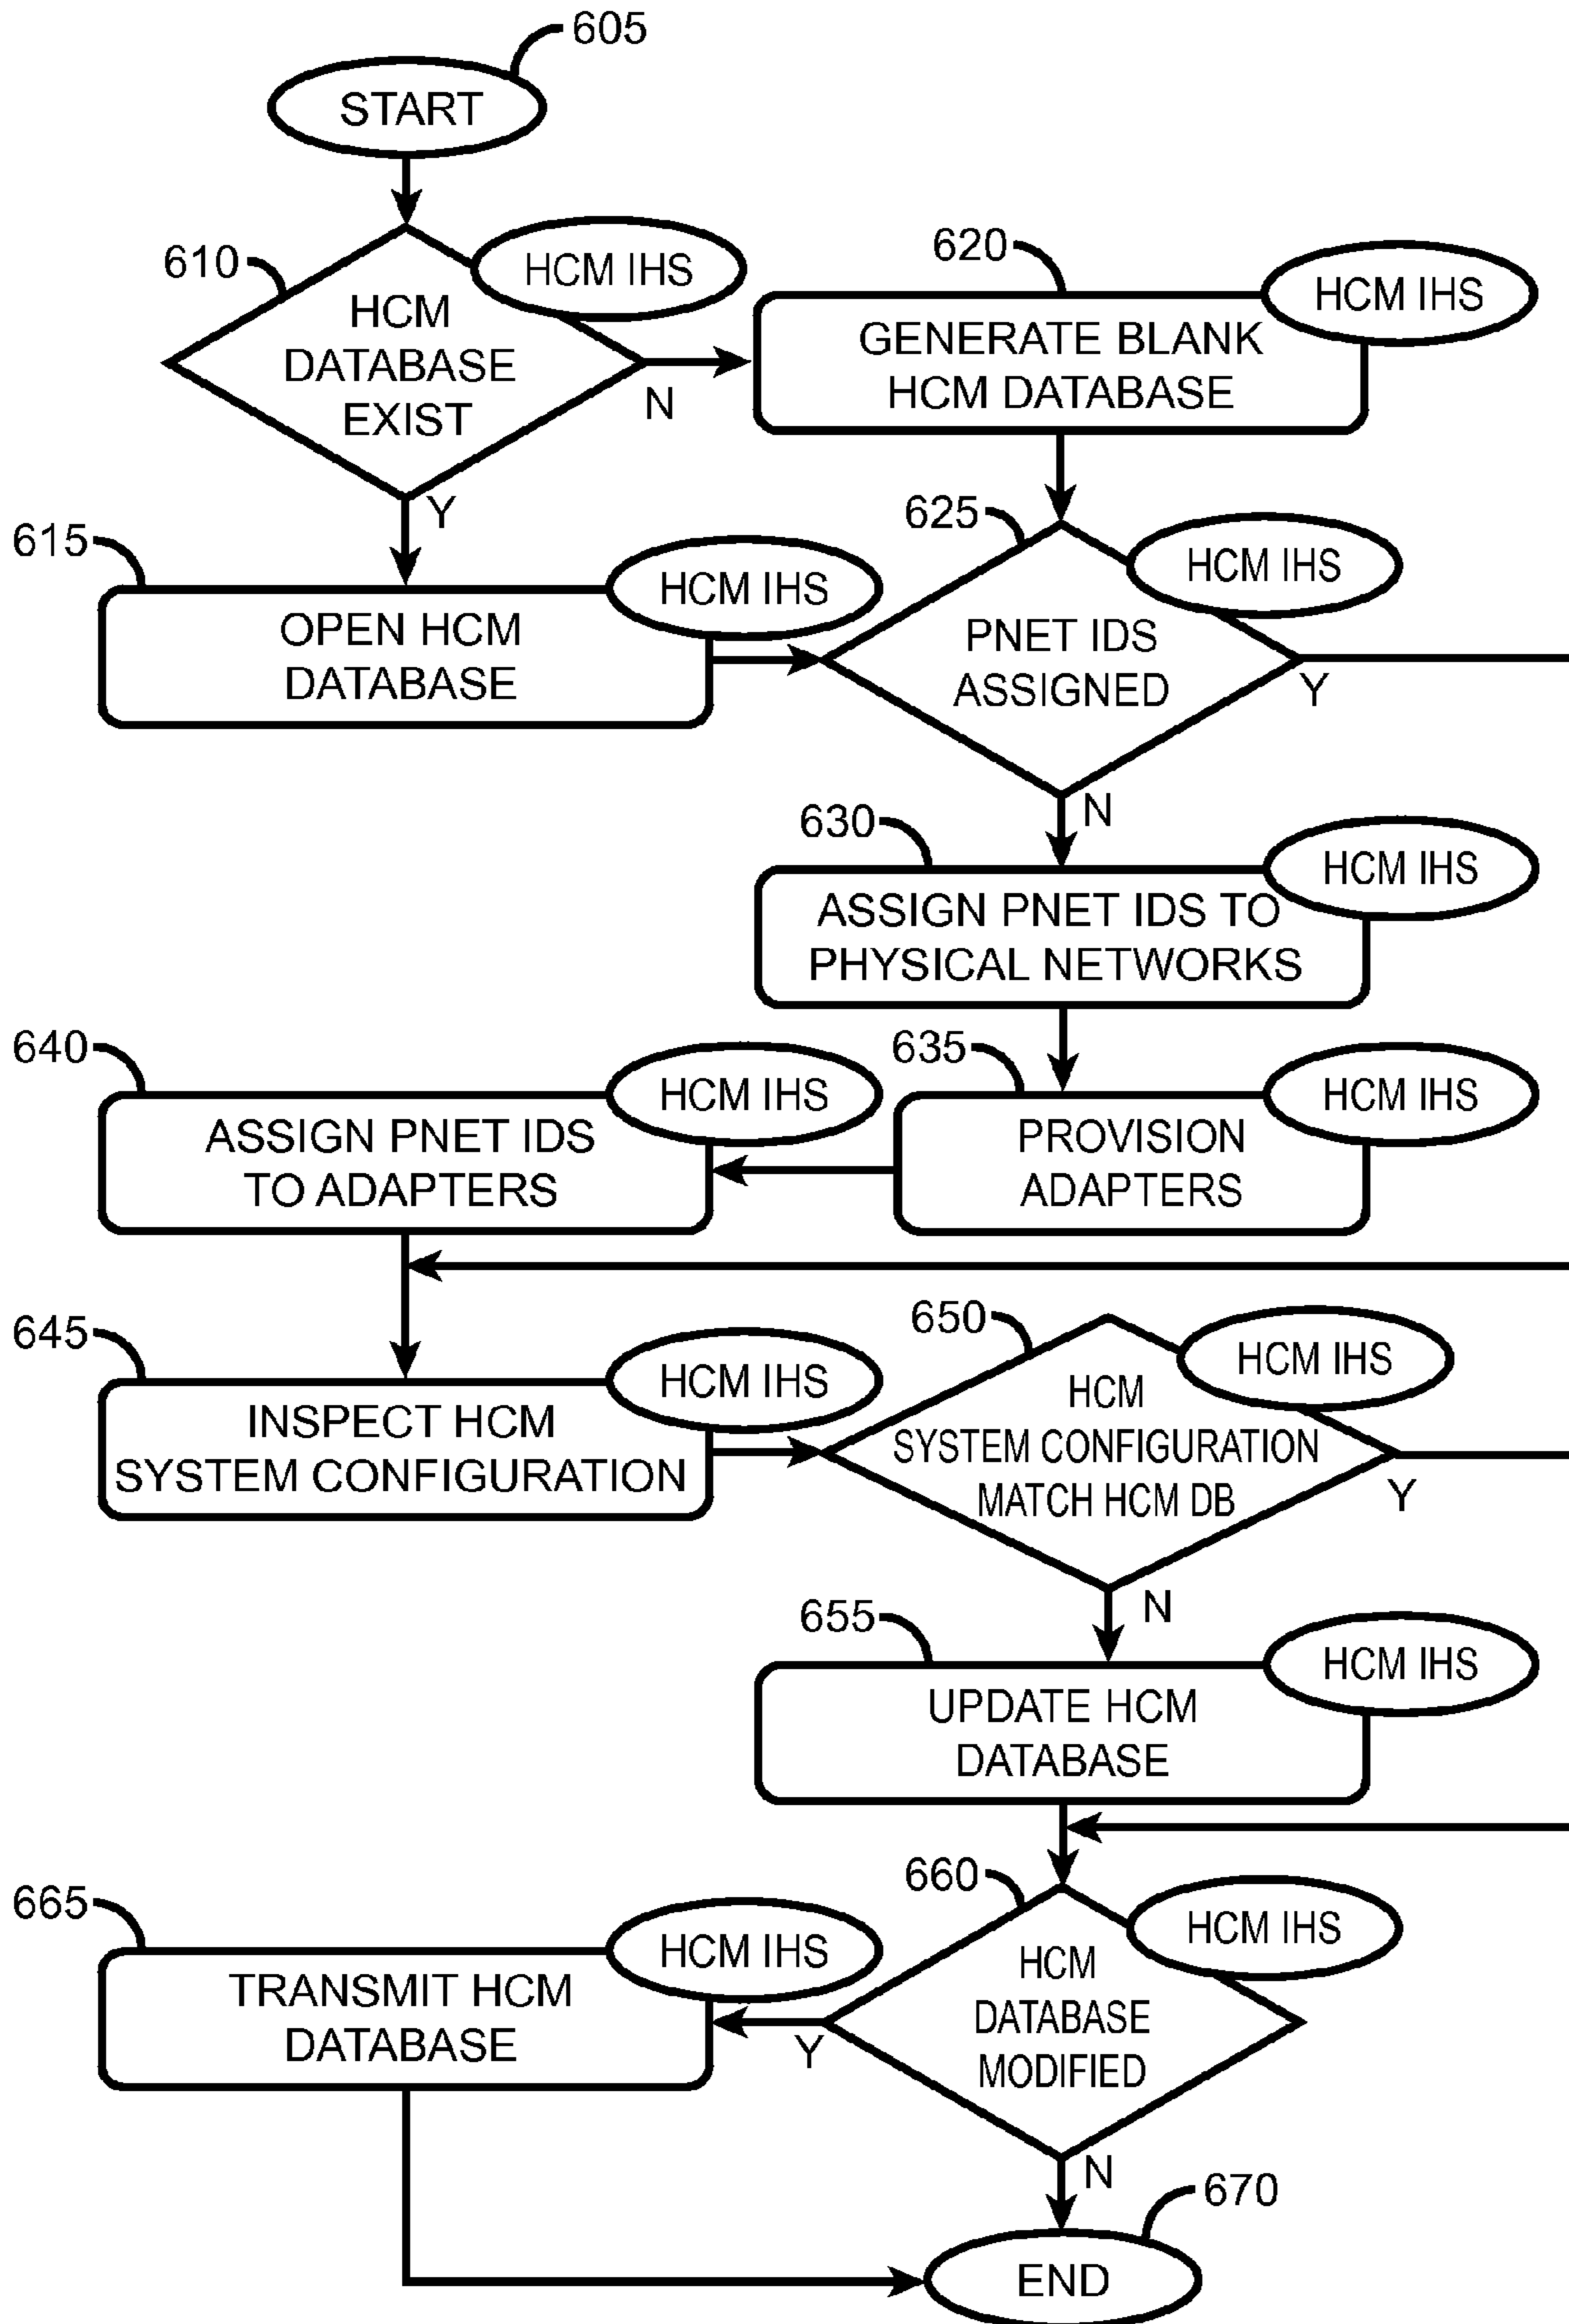 605
START
610
HCM IHS
HCM
DATABASE
EXIST
N
Y
620
HCM IHS
GENERATE BLANK
HCM DATABASE
615
HCM IHS
OPEN HCM
DATABASE
625
HCM IHS
PNET IDS
ASSIGNED
Y
N
630
HCM IHS
ASSIGN PNET IDS TO
PHYSICAL NETWORKS
635
HCM IHS
PROVISION
ADAPTERS
640
HCM IHS
ASSIGN PNET IDS
TO ADAPTERS
645
HCM IHS
INSPECT HCM
SYSTEM CONFIGURATION
650
HCM IHS
HCM
SYSTEM CONFIGURATION
MATCH HCM DB
Y
N
655
HCM IHS
UPDATE HCM
DATABASE
660
HCM IHS
HCM
DATABASE
MODIFIED
Y
N
665
HCM IHS
TRANSMIT HCM
DATABASE
670
END